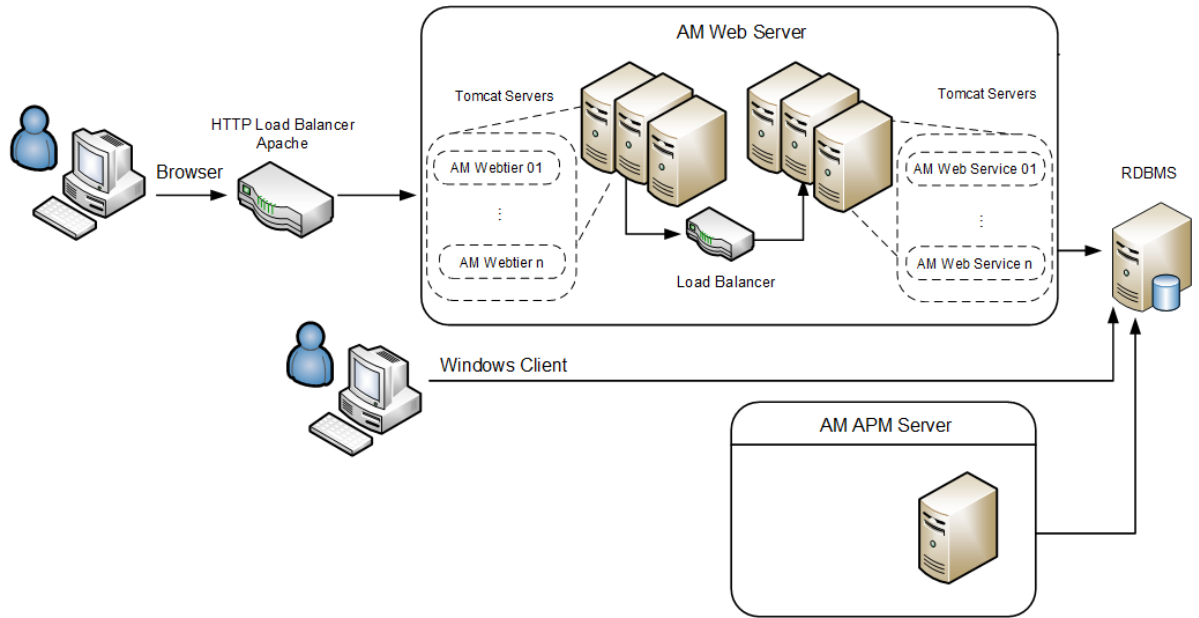 AM Web Server
Tomcat Servers
Tomcat Servers
HTTP Load Balancer
Apache
Browser
AM Webtier 01
⋮
AM Webtier n
Load Balancer
AM Web Service 01
⋮
AM Web Service n
RDBMS
Windows Client
AM APM Server